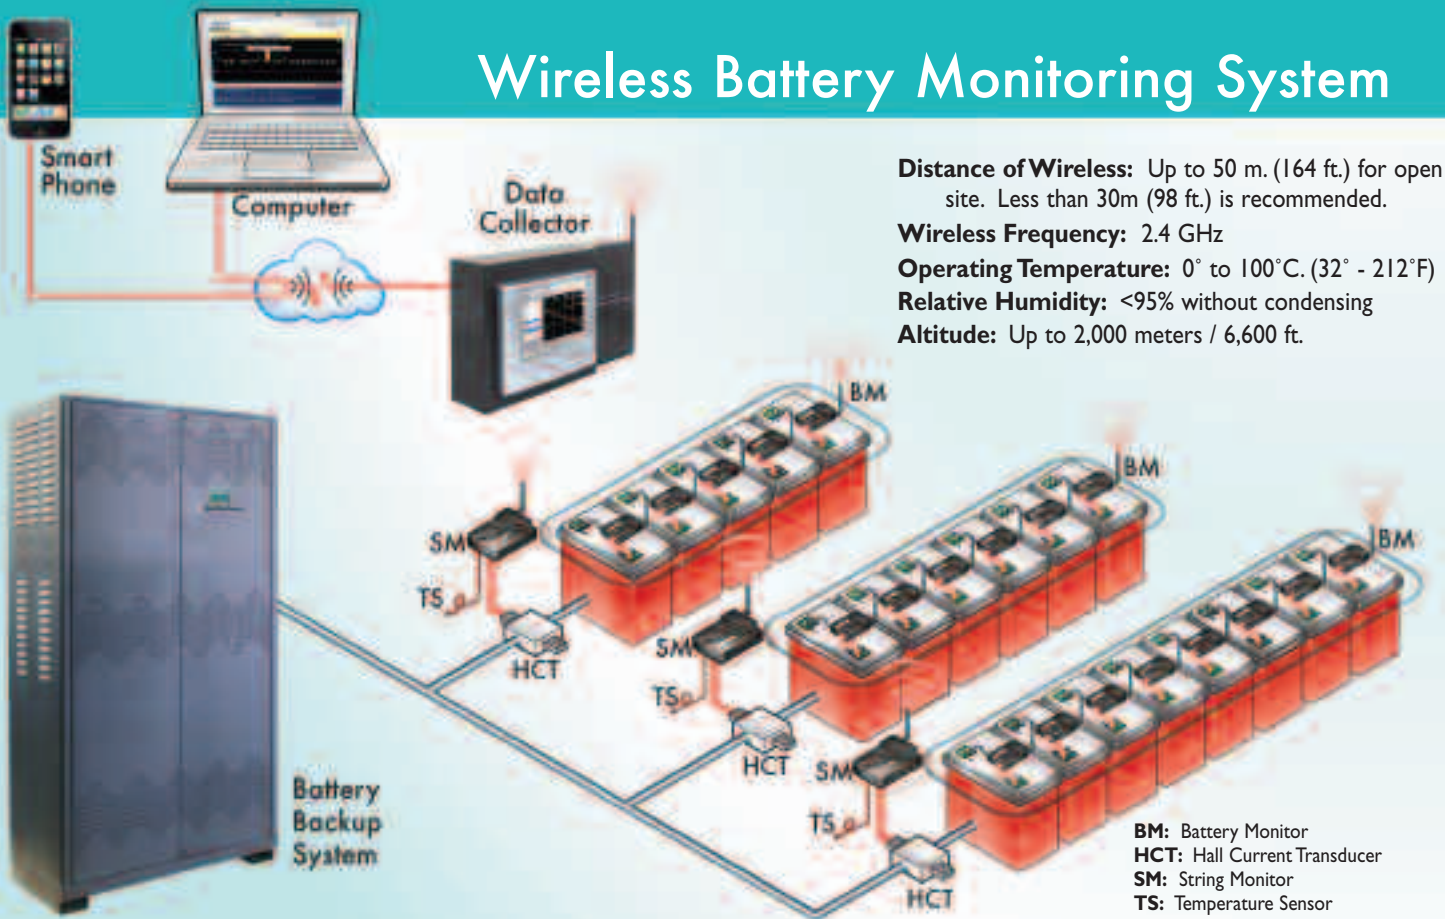 Wireless Battery Monitoring System
Smart
Phone
Computer
Data
Collector
Distance of Wireless: Up to 50 m. (164 ft.) for open
site. Less than 30m (98 ft.) is recommended.
Wireless Frequency: 2.4 GHz
Operating Temperature: 0˚ to 100˚C. (32˚ - 212˚F)
Relative Humidity: <95% without condensing
Altitude: Up to 2,000 meters / 6,600 ft.
BM
BM
BM
SM
TS
HCT
SM
TS
HCT
SM
TS
HCT
Battery
Backup
System
BM: Battery Monitor
HCT: Hall Current Transducer
SM: String Monitor
TS: Temperature Sensor